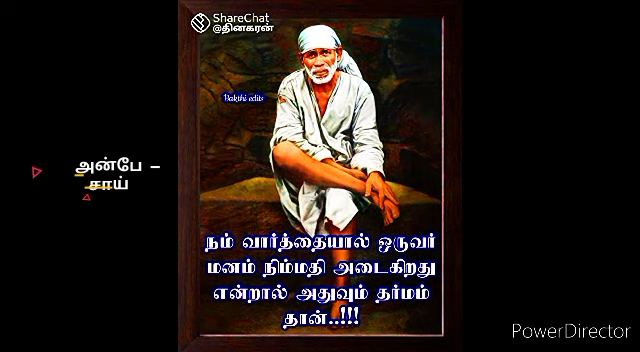 ShareChat
@தினகரன்
Bakthi edits
அன்பே –
சாய்
நம் வார்த்தையால் ஒருவர்
மனம் நிம்மதி அடைகிறது
என்றால் அதுவும் தர்மம்
தான்..!!!
PowerDirector